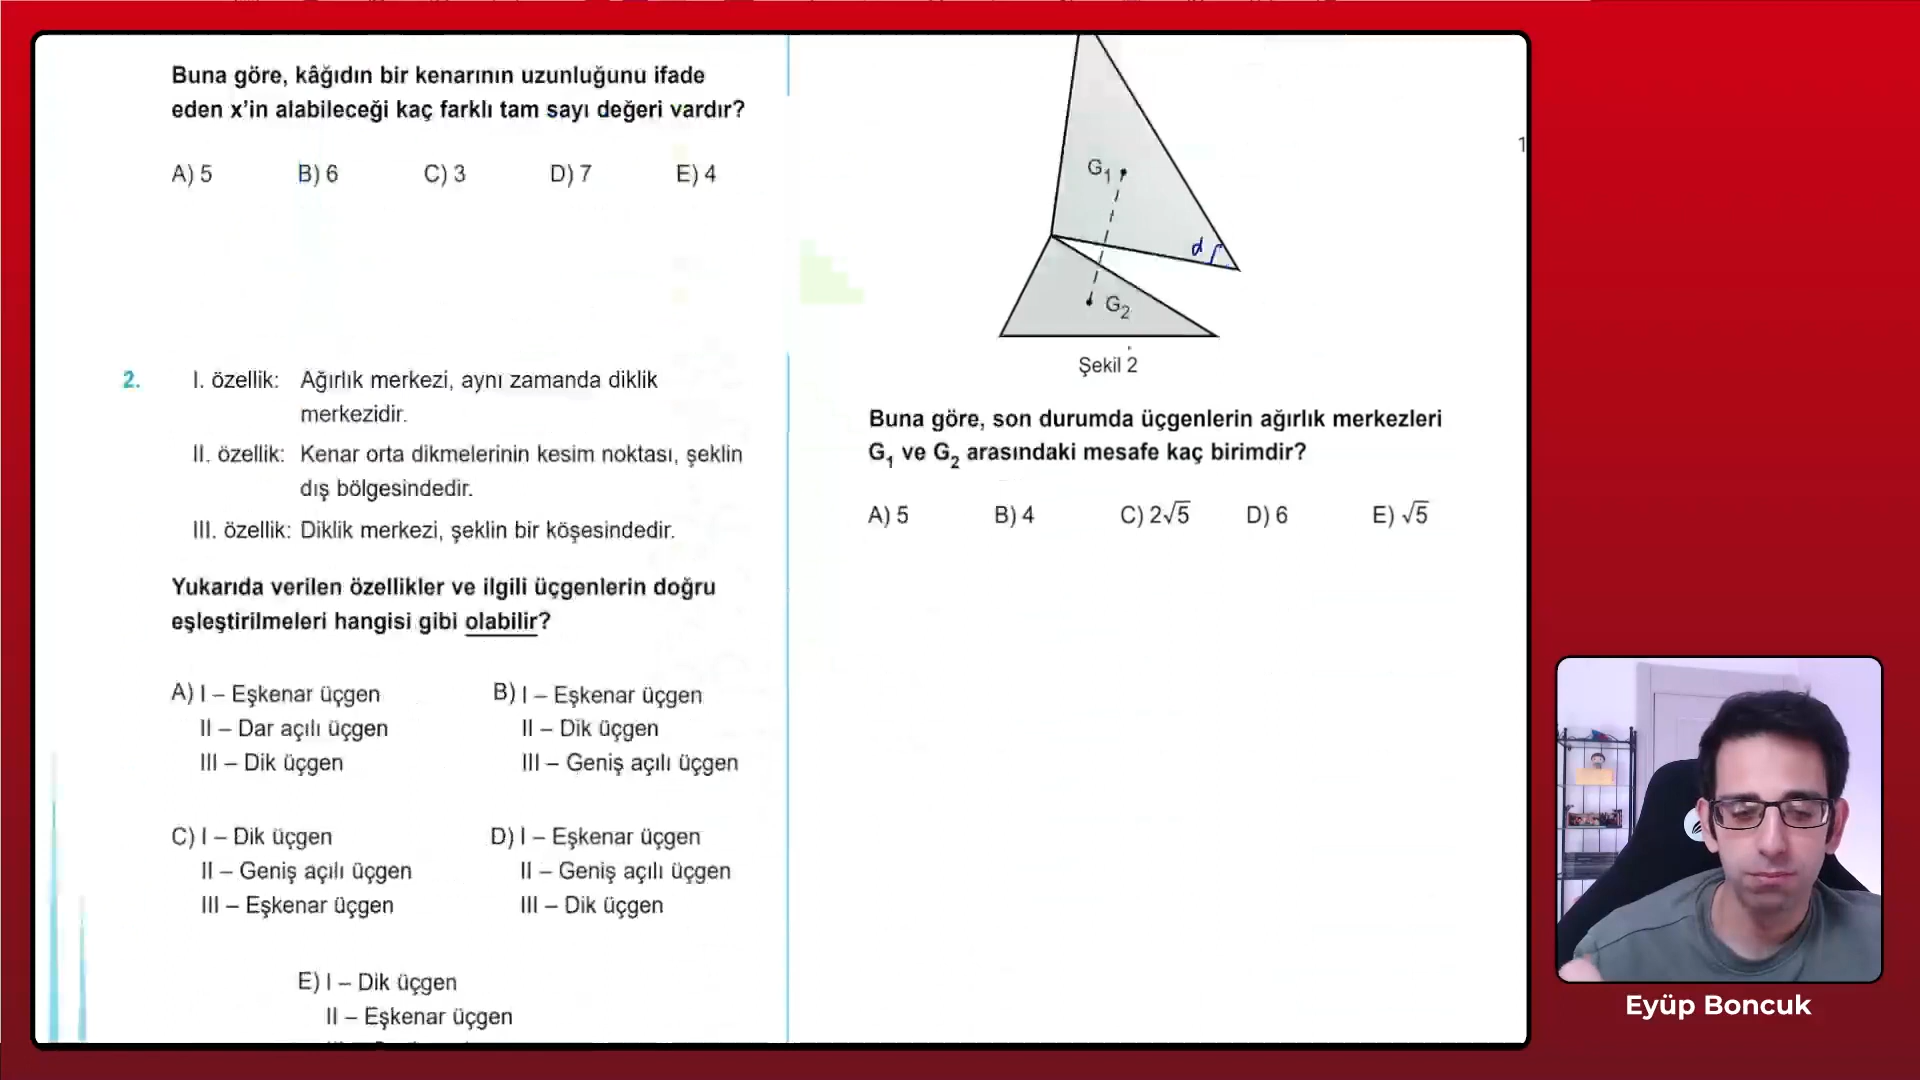 Buna göre, kâğıdın bir kenarının uzunluğunu ifade
eden x'in alabileceği kaç farklı tam sayı değeri vardır?
A) 5 B) 6 C) 3 D) 7 E) 4
2. I. özellik: Ağırlık merkezi, aynı zamanda diklik
merkezidir.
II. özellik: Kenar orta dikmelerinin kesim noktası, şeklin
dış bölgesindedir.
III. özellik: Diklik merkezi, şeklin bir köşesindedir.
Yukarıda verilen özellikler ve ilgili üçgenlerin doğru
eşleştirilmeleri hangisi gibi olabilir?
A) I – Eşkenar üçgen
II – Dar açılı üçgen
III – Dik üçgen
B) I – Eşkenar üçgen
II – Dik üçgen
III – Geniş açılı üçgen
C) I – Dik üçgen
II – Geniş açılı üçgen
III – Eşkenar üçgen
D) I – Eşkenar üçgen
II – Geniş açılı üçgen
III – Dik üçgen
E) I – Dik üçgen
II – Eşkenar üçgen
G₁
α
G₂
Şekil 2
Buna göre, son durumda üçgenlerin ağırlık merkezleri
G₁ ve G₂ arasındaki mesafe kaç birimdir?
A) 5 B) 4 C) 2√5 D) 6 E) √5
1
Eyüp Boncuk